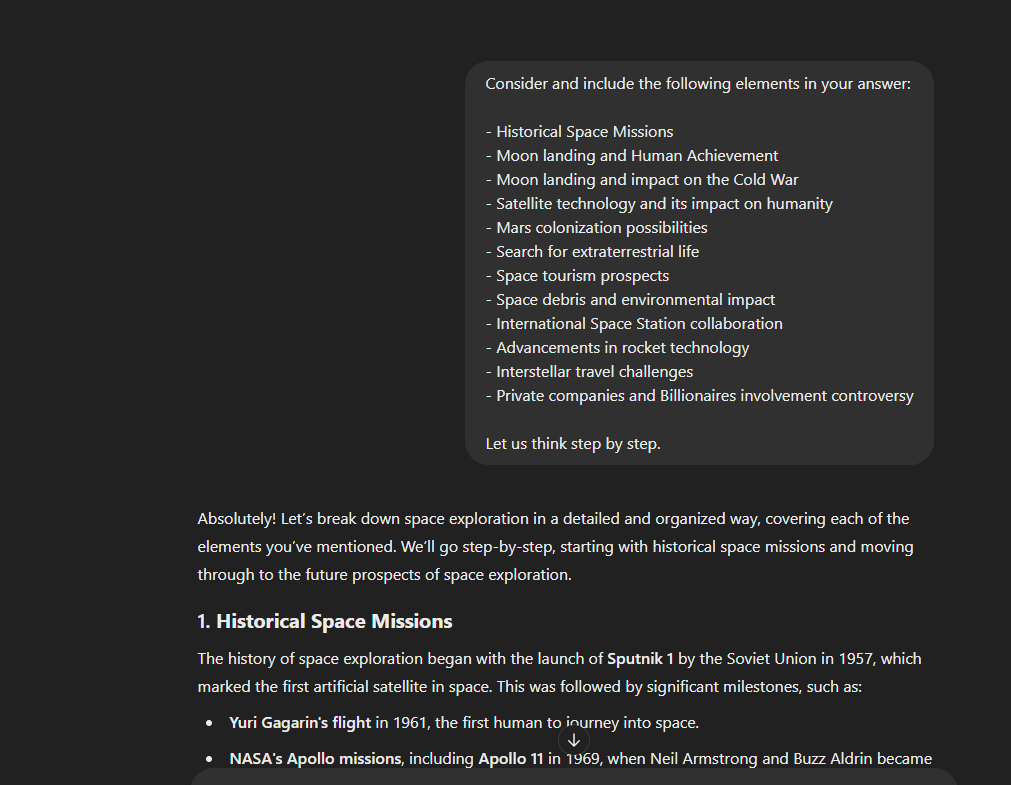 Consider and include the following elements in your answer:
- Historical Space Missions
- Moon landing and Human Achievement
- Moon landing and impact on the Cold War
- Satellite technology and its impact on humanity
- Mars colonization possibilities
- Search for extraterrestrial life
- Space tourism prospects
- Space debris and environmental impact
- International Space Station collaboration
- Advancements in rocket technology
- Interstellar travel challenges
- Private companies and Billionaires involvement controversy
Let us think step by step.
Absolutely! Let's break down space exploration in a detailed and organized way, covering each of the
elements you've mentioned. We'll go step-by-step, starting with historical space missions and moving
through to the future prospects of space exploration.
1. Historical Space Missions
The history of space exploration began with the launch of Sputnik 1 by the Soviet Union in 1957, which
marked the first artificial satellite in space. This was followed by significant milestones, such as:
• Yuri Gagarin's flight in 1961, the first human to journey into space.
• NASA's Apollo missions, including Apollo 11 in 1969, when Neil Armstrong and Buzz Aldrin became